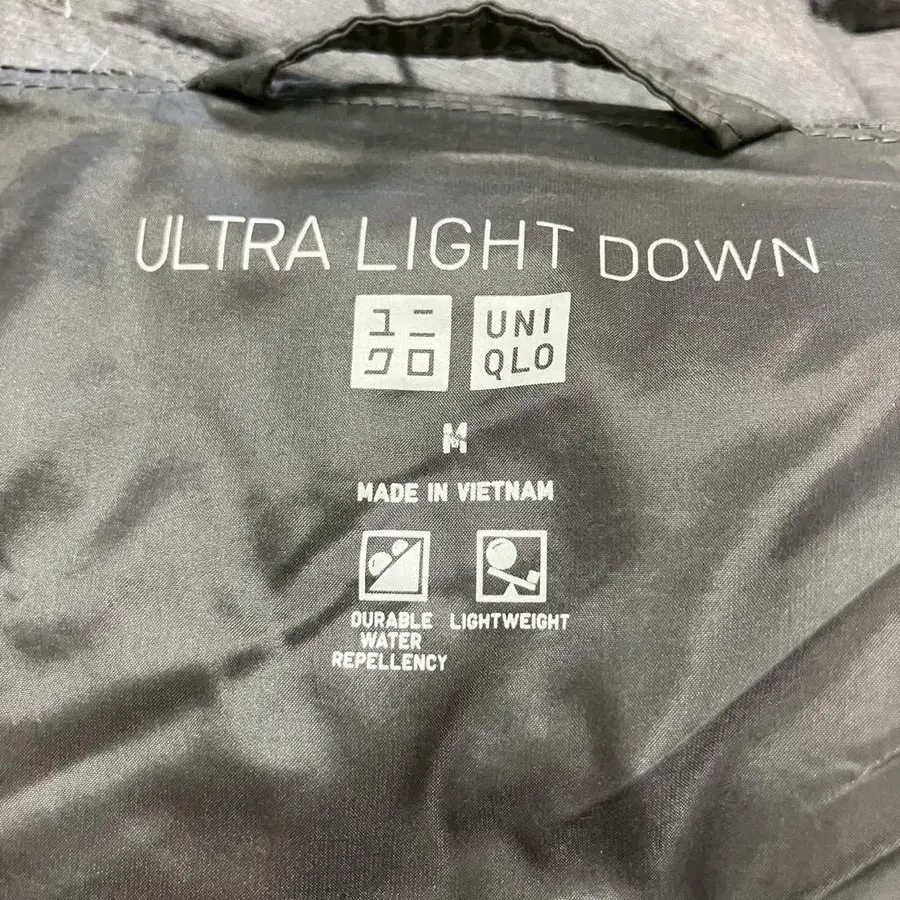 ULTRA LIGHT DOWN
ユニ
クロ
UNI
QLO
M
MADE IN VIETNAM
DURABLE
WATER
REPELLENCY
LIGHTWEIGHT